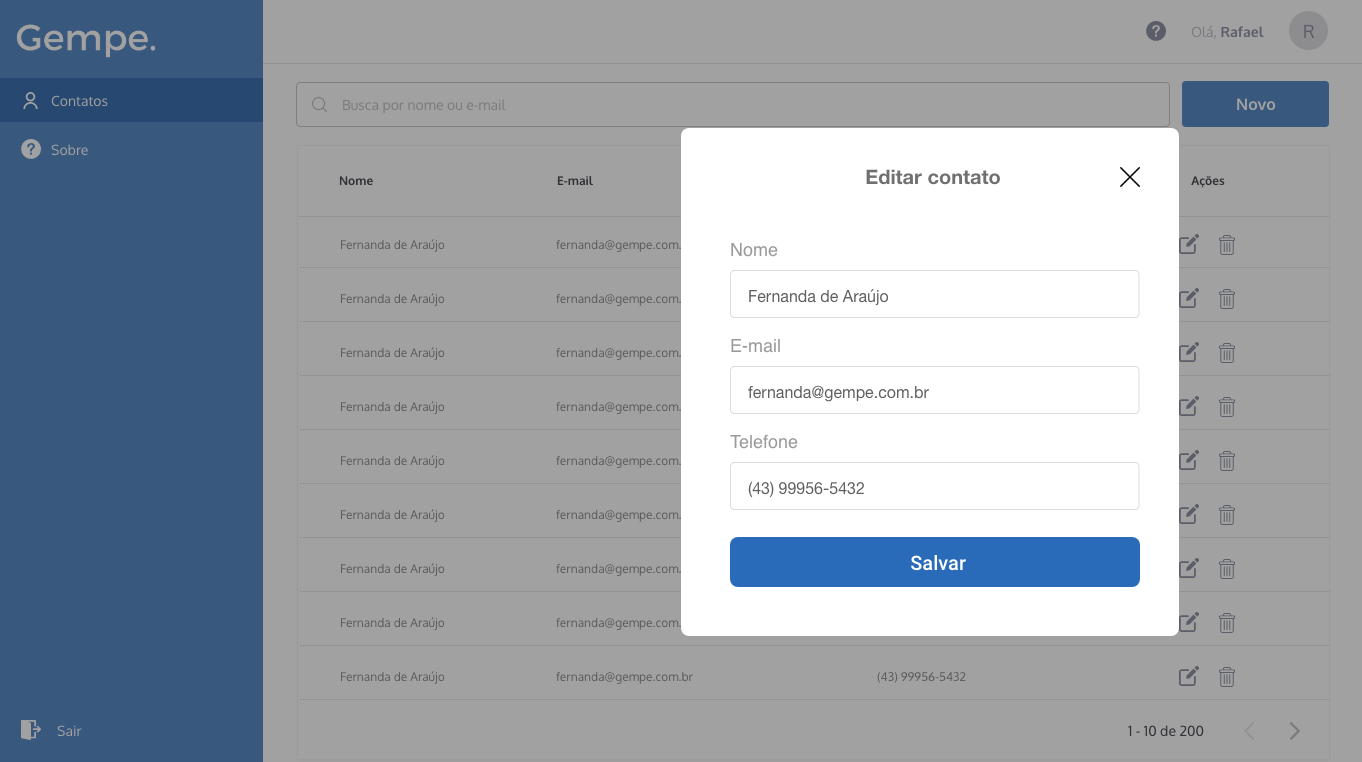 Gempe.
Olá, Rafael
R
Contatos
Sobre
Sair
Busca por nome ou e-mail
Novo
Nome E-mail Ações
Fernanda de Araújo fernanda@gempe.com.
Fernanda de Araújo fernanda@gempe.com.
Fernanda de Araújo fernanda@gempe.com.
Fernanda de Araújo fernanda@gempe.com.
Fernanda de Araújo fernanda@gempe.com.
Fernanda de Araújo fernanda@gempe.com.
Fernanda de Araújo fernanda@gempe.com.
Fernanda de Araújo fernanda@gempe.com.
Fernanda de Araújo fernanda@gempe.com.br (43) 99956-5432
1 - 10 de 200
Editar contato
Nome
Fernanda de Araújo
E-mail
fernanda@gempe.com.br
Telefone
(43) 99956-5432
Salvar